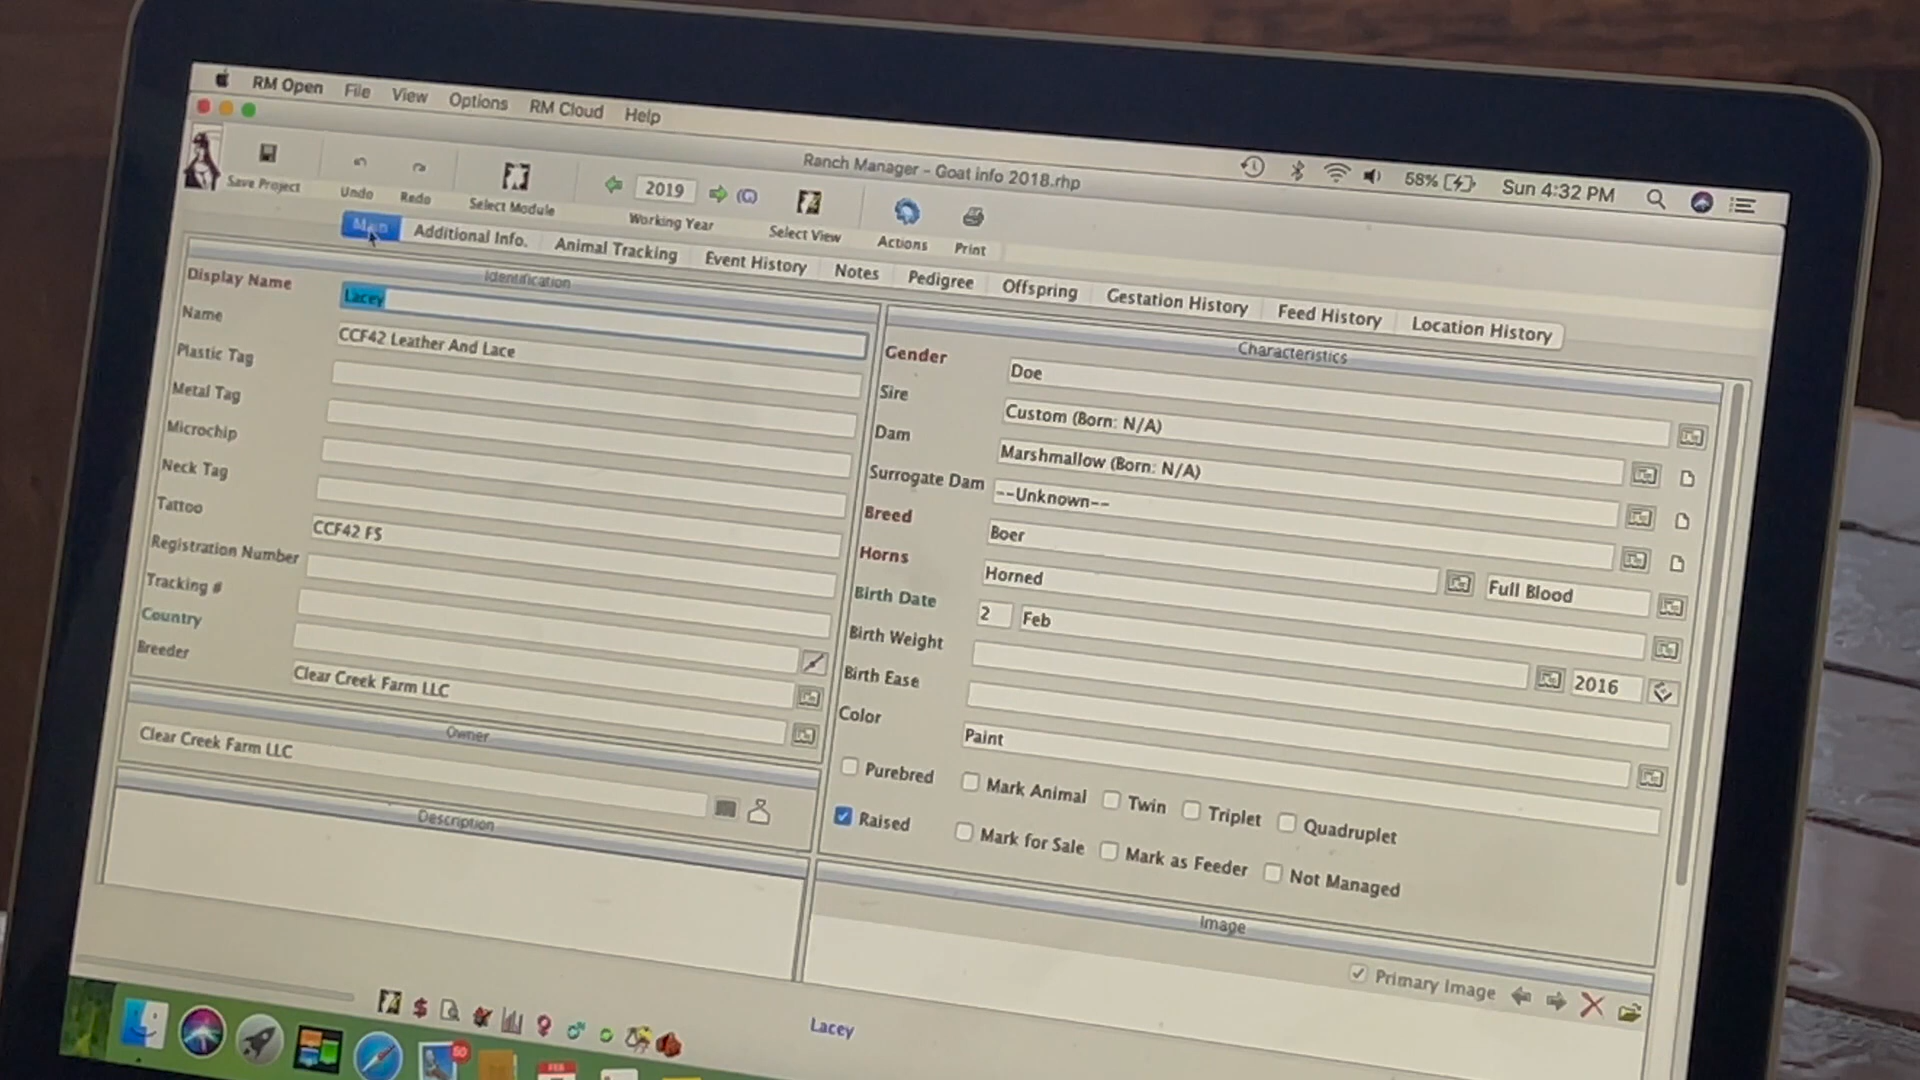 RM Open File View Options RM Cloud Help
58% Sun 4:32 PM
Ranch Manager - Goat info 2018.rhp
Save Project Undo Redo Select Module 2019 Working Year Select View Actions Print
Main Additional Info. Animal Tracking Event History Notes Pedigree Offspring Gestation History Feed History Location History
Identification
Display Name Lacey
Name CCF42 Leather And Lace
Plastic Tag
Metal Tag
Microchip
Neck Tag
Tattoo CCF42 FS
Registration Number
Tracking #
Country
Breeder Clear Creek Farm LLC
Owner
Clear Creek Farm LLC
Description
Characteristics
Gender Doe
Sire Custom (Born: N/A)
Dam Marshmallow (Born: N/A)
Surrogate Dam --Unknown--
Breed Boer Full Blood
Horns Horned
Birth Date 2 Feb 2016
Birth Weight
Birth Ease
Color Paint
Purebred Mark Animal Twin Triplet Quadruplet
Raised Mark for Sale Mark as Feeder Not Managed
Image
Primary Image
Lacey
50
FEB